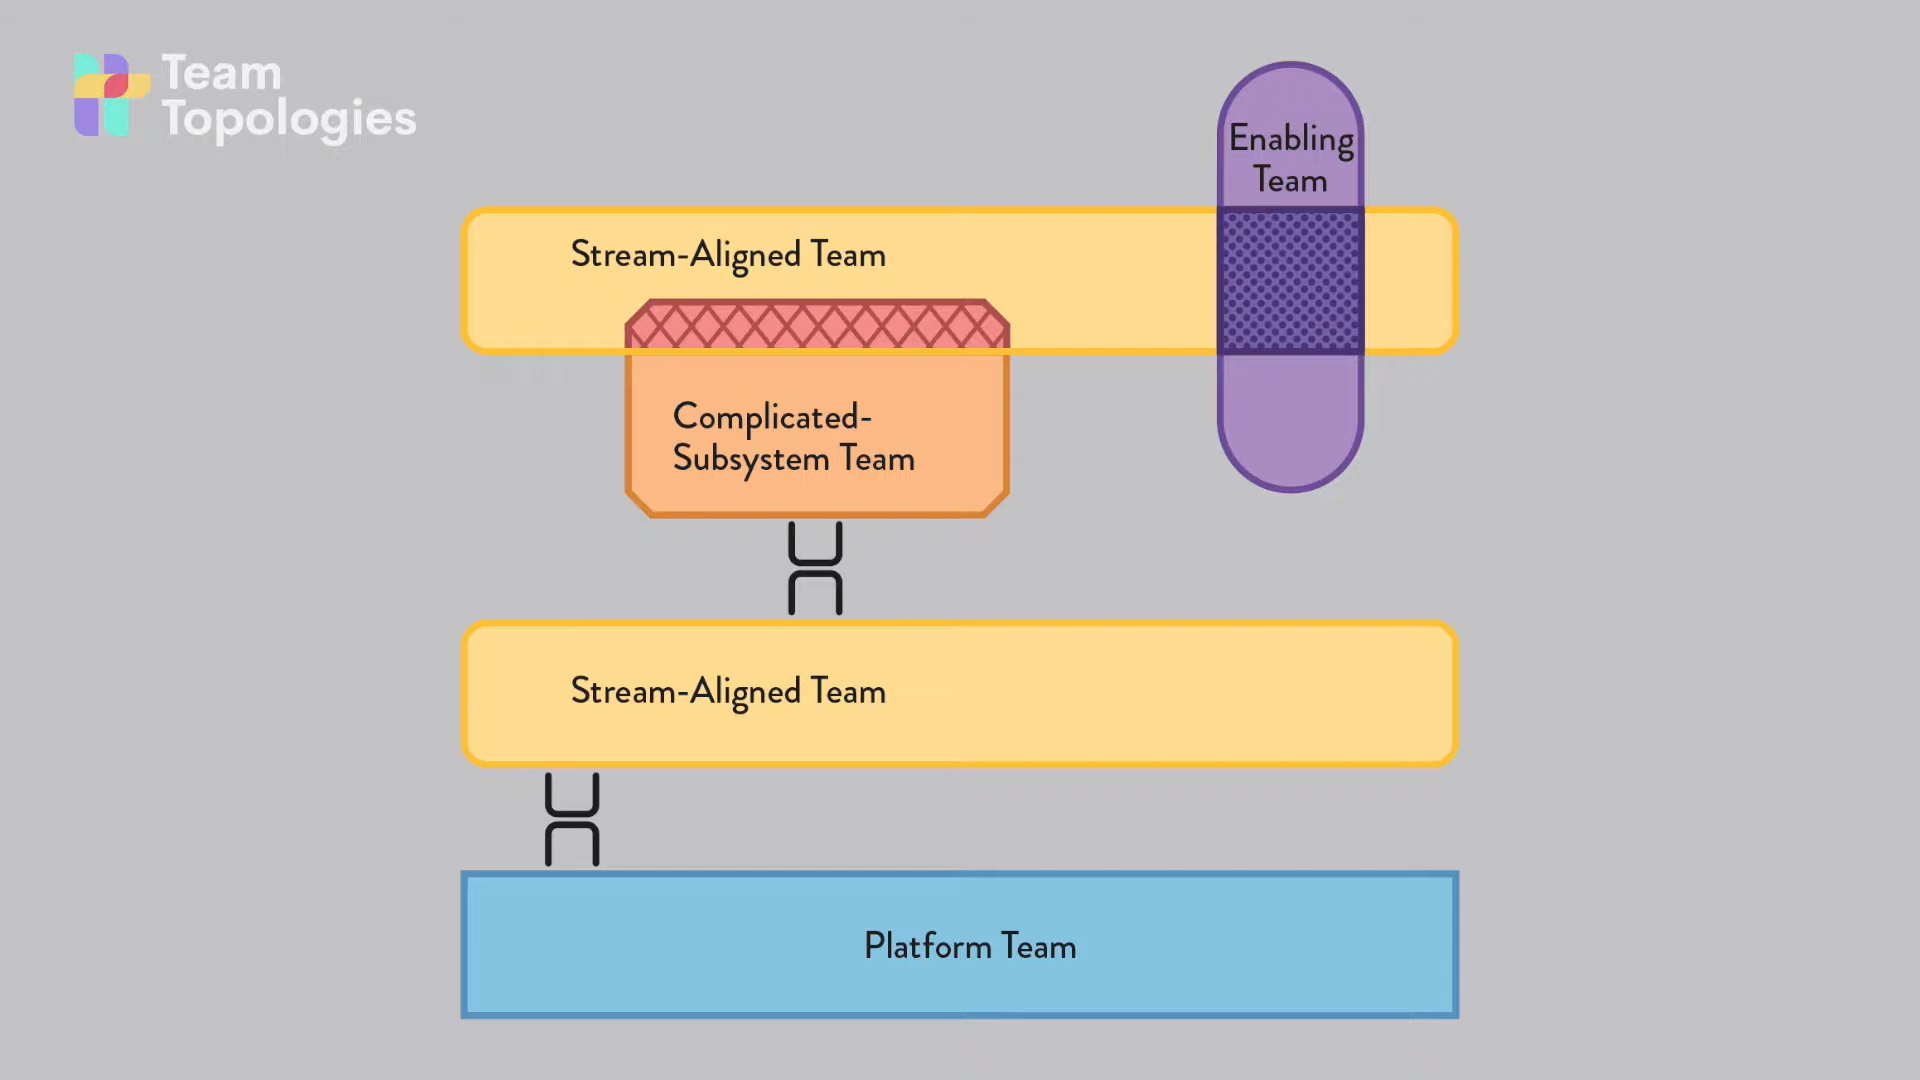 Team
Topologies
Enabling
Team
Stream-Aligned Team
Complicated-
Subsystem Team
Stream-Aligned Team
Platform Team